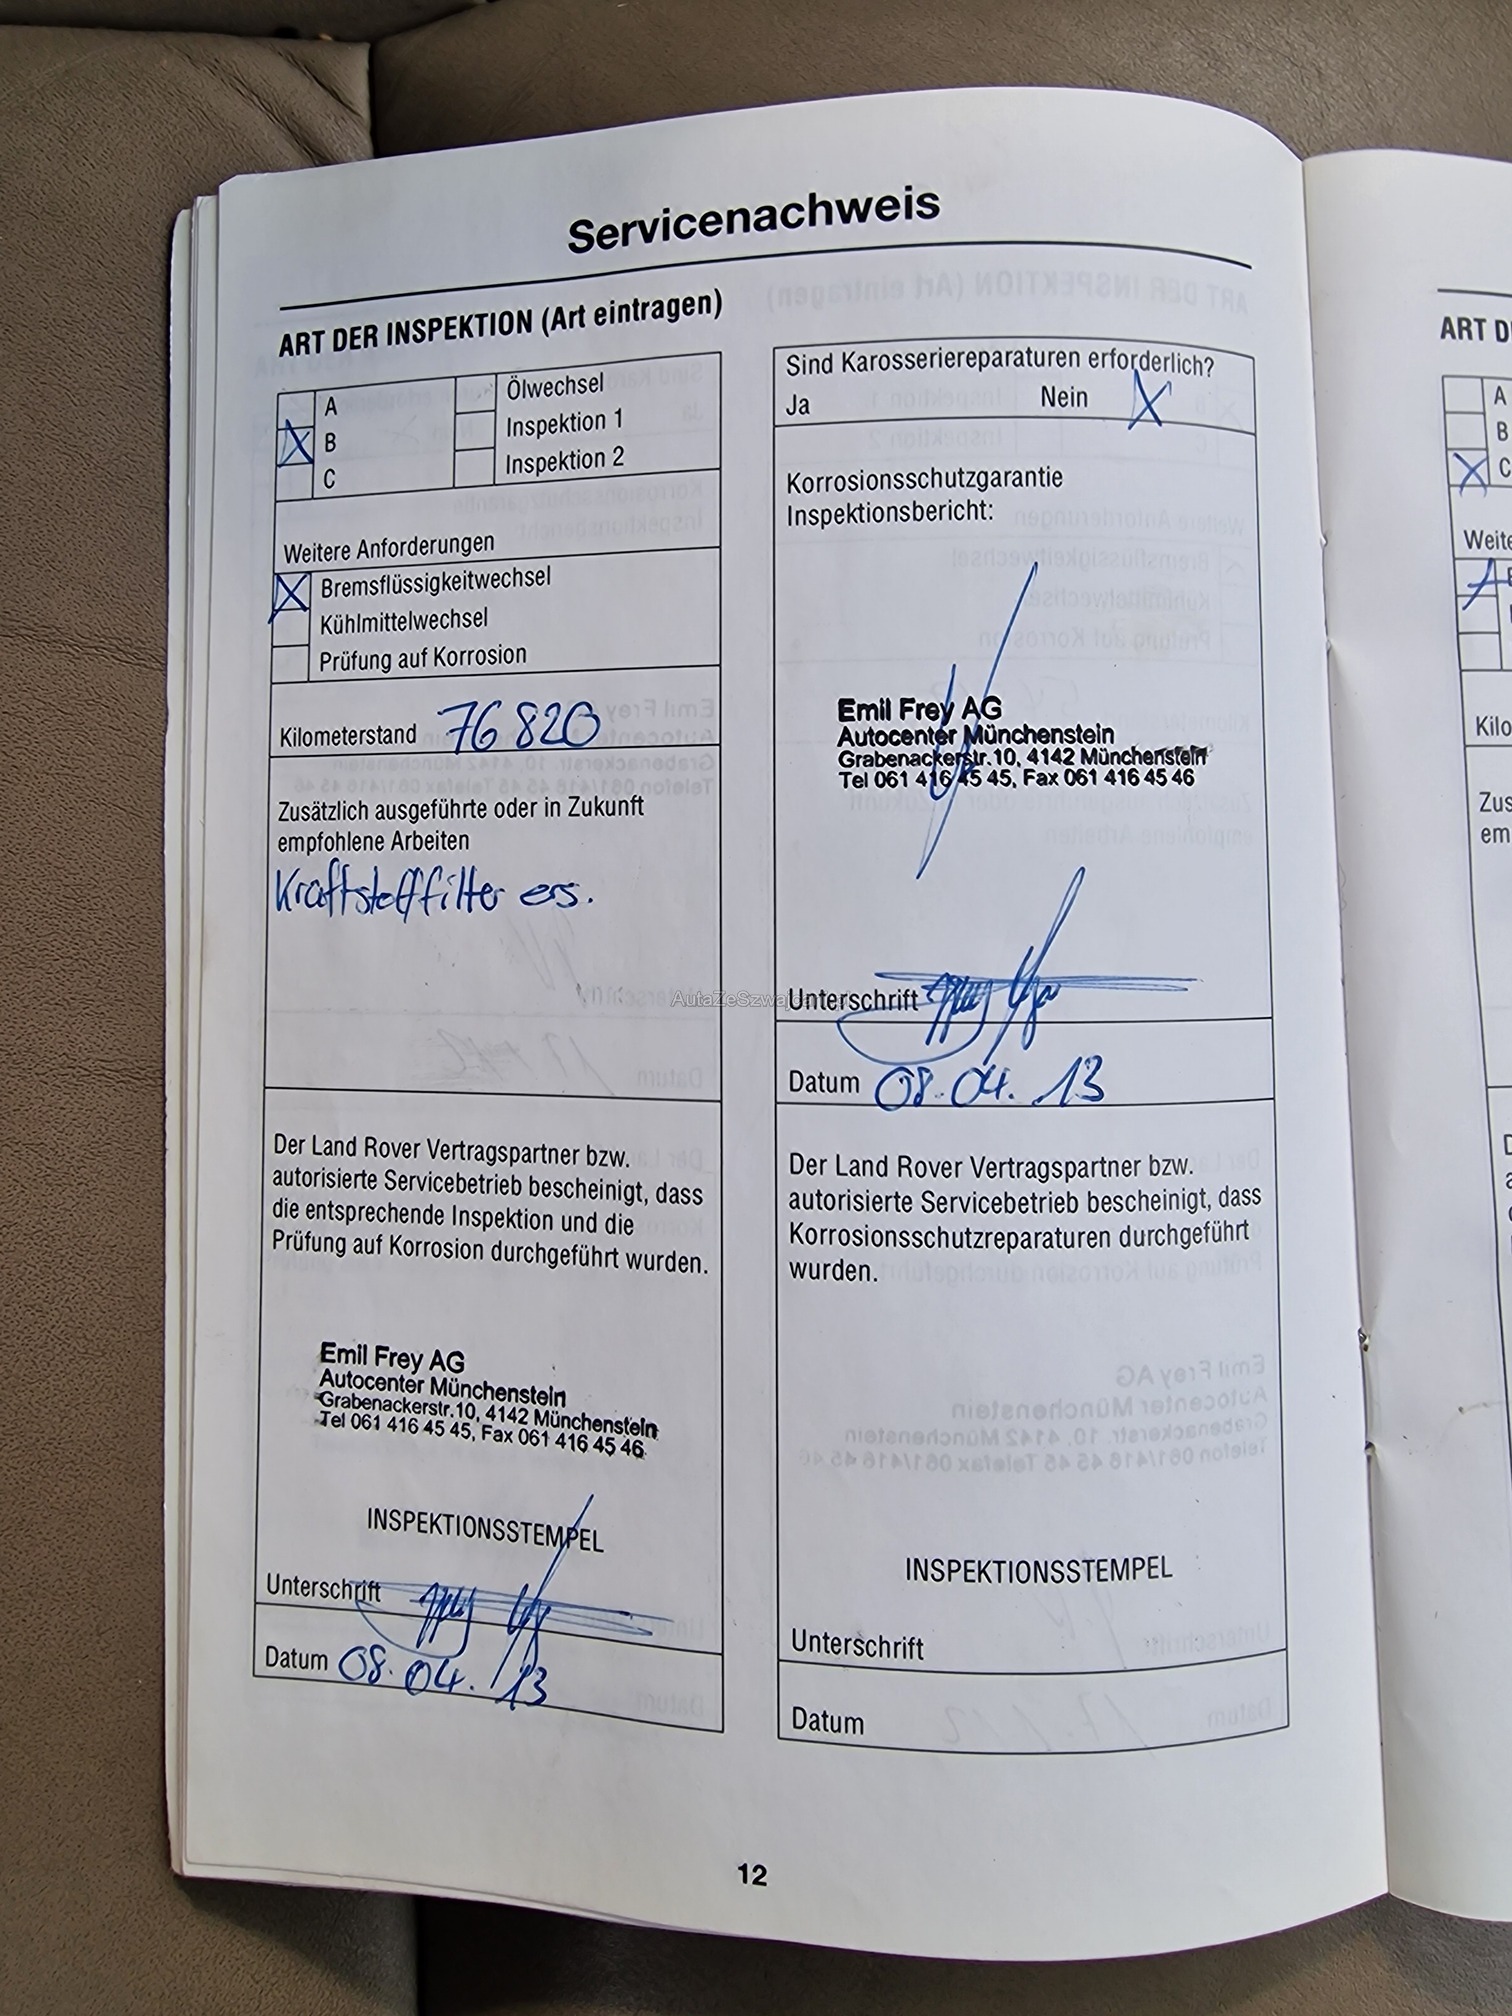 Servicenachweis
ART DER INSPEKTION (Art eintragen)
A
B
C
Ölwechsel
Inspektion 1
Inspektion 2
Weitere Anforderungen
Bremsflüssigkeitwechsel
Kühlmittelwechsel
Prüfung auf Korrosion
Kilometerstand 76820
Zusätzlich ausgeführte oder in Zukunft
empfohlene Arbeiten
Kraftstofffilter ers.
Der Land Rover Vertragspartner bzw.
autorisierte Servicebetrieb bescheinigt, dass
die entsprechende Inspektion und die
Prüfung auf Korrosion durchgeführt wurden.
Emil Frey AG
Autocenter Münchenstein
Grabenackerstr.10, 4142 Münchenstein
Tel 061 416 45 45, Fax 061 416 45 46
INSPEKTIONSSTEMPEL
Unterschrift
Datum 08.04.13
Sind Karosseriereparaturen erforderlich?
Ja Nein X
Korrosionsschutzgarantie
Inspektionsbericht:
Emil Frey AG
Autocenter Münchenstein
Grabenackerstr.10, 4142 Münchenstein
Tel 061 416 45 45, Fax 061 416 45 46
Unterschrift
Datum 08.04.13
Der Land Rover Vertragspartner bzw.
autorisierte Servicebetrieb bescheinigt, dass
Korrosionsschutzreparaturen durchgeführt
wurden.
INSPEKTIONSSTEMPEL
Unterschrift
Datum
12
ART D
A
B
C
Weite
Kilo
Zus
em